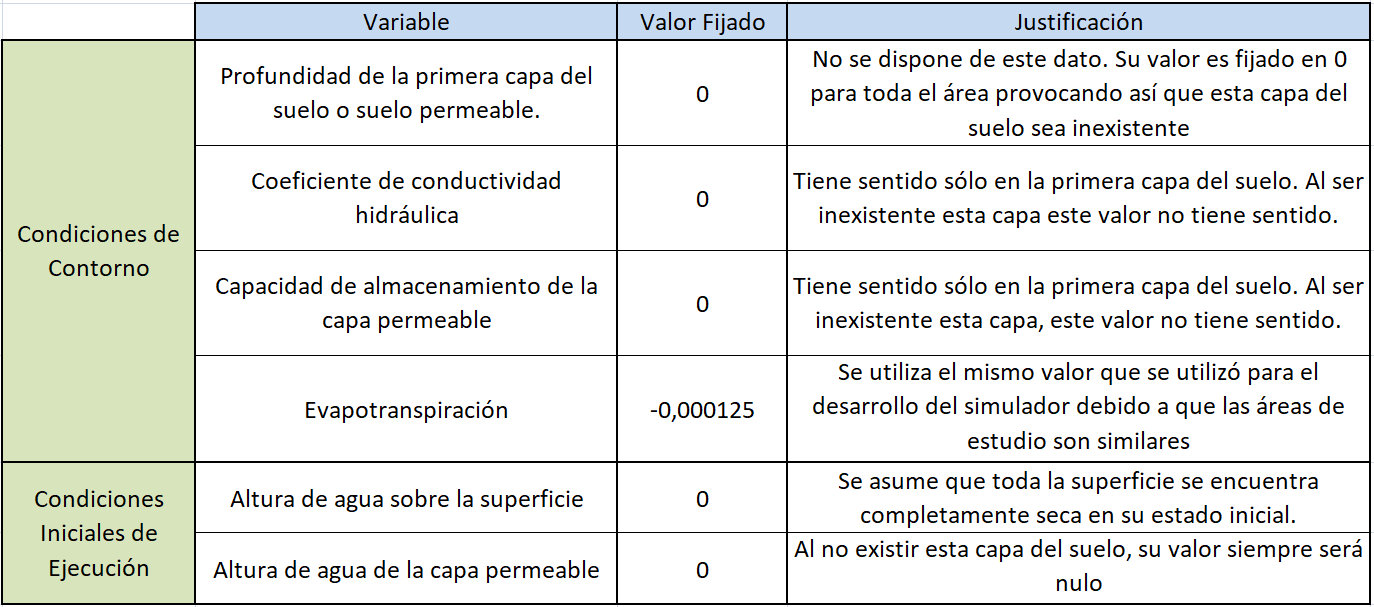 Variable
Valor Fijado
Justificación
Condiciones de
Contorno
Profundidad de la primera capa del
suelo o suelo permeable.
0
No se dispone de este dato. Su valor es fijado en 0
para toda el área provocando así que esta capa del
suelo sea inexistente
Coeficiente de conductividad
hidráulica
0
Tiene sentido sólo en la primera capa del suelo. Al ser
inexistente esta capa este valor no tiene sentido.
Capacidad de almacenamiento de la
capa permeable
0
Tiene sentido sólo en la primera capa del suelo. Al ser
inexistente esta capa, este valor no tiene sentido.
Evapotranspiración
-0,000125
Se utiliza el mismo valor que se utilizó para el
desarrollo del simulador debido a que las áreas de
estudio son similares
Condiciones
Iniciales de
Ejecución
Altura de agua sobre la superficie
0
Se asume que toda la superficie se encuentra
completamente seca en su estado inicial.
Altura de agua de la capa permeable
0
Al no existir esta capa del suelo, su valor siempre será
nulo